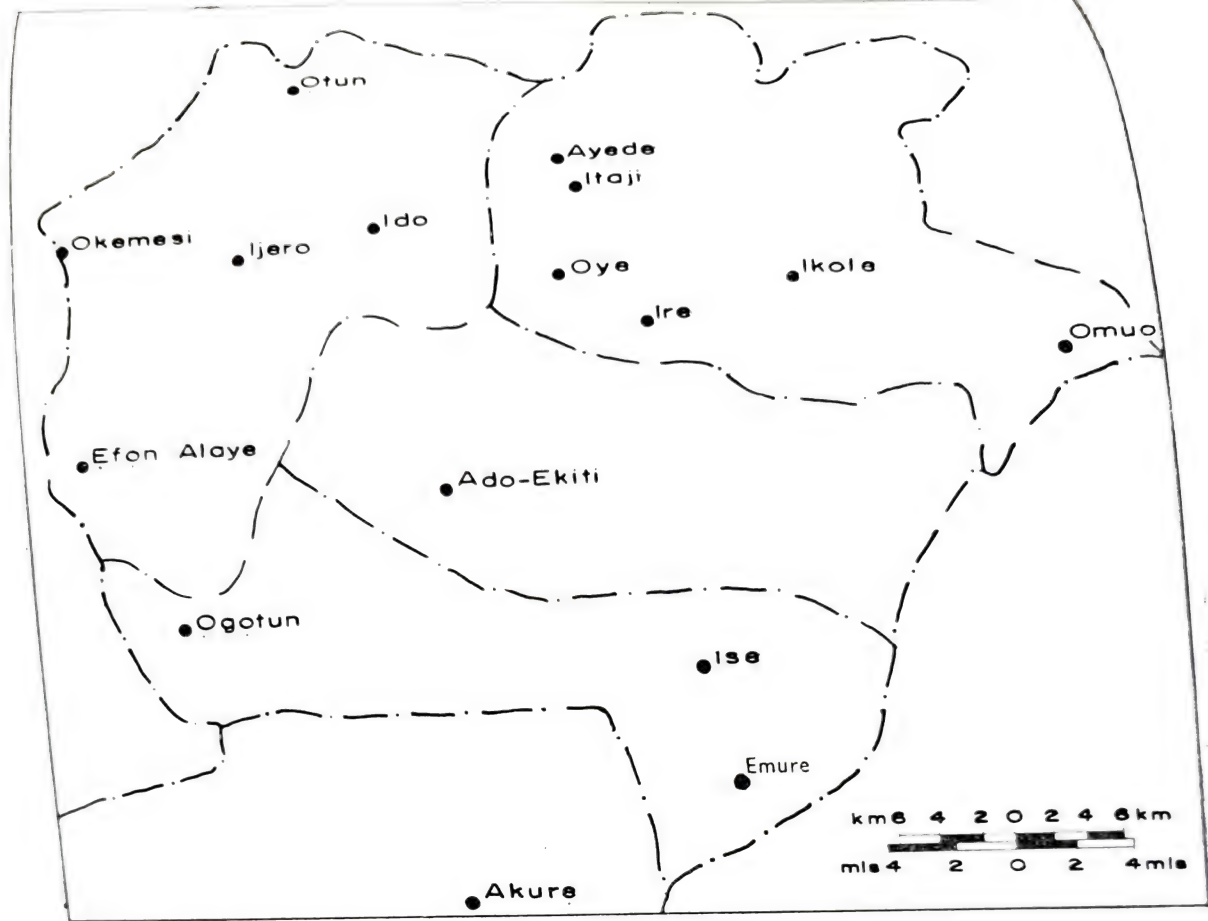 Otun
Ayede
Itaji
Okemesi
Ijero
Ido
Oye
Ikole
Ire
Omuo
Efon Alaye
Ado-Ekiti
Ogotun
Ise
Emure
km 6 4 2 0 2 4 6 km
mls 4 2 0 2 4 mls
Akure